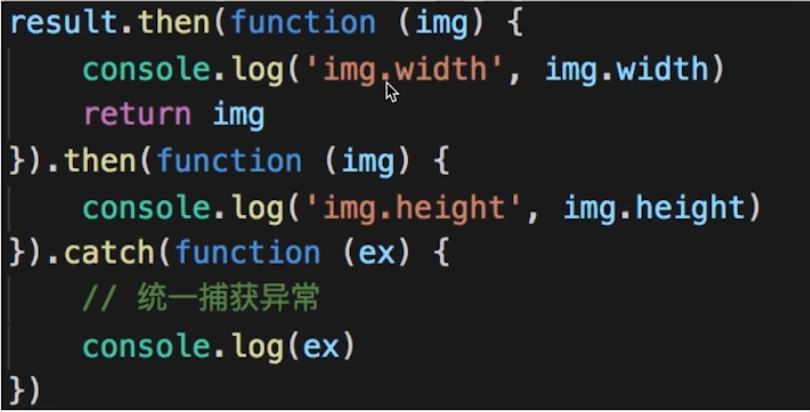 result.then(function (img) {
    console.log('img.width', img.width)
    return img
}).then(function (img) {
    console.log('img.height', img.height)
}).catch(function (ex) {
    // 统一捕获异常
    console.log(ex)
})